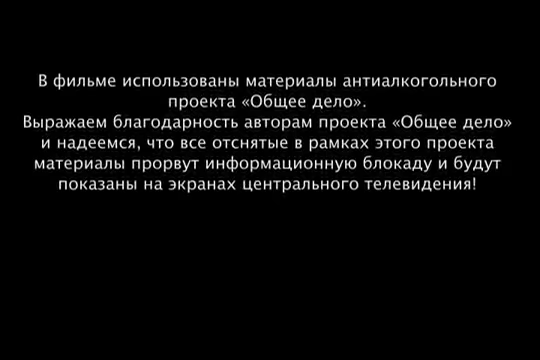 В фильме использованы материалы антиалкогольного
проекта «Общее дело».
Выражаем благодарность авторам проекта «Общее дело»
и надеемся, что все отснятые в рамках этого проекта
материалы прорвут информационную блокаду и будут
показаны на экранах центрального телевидения!